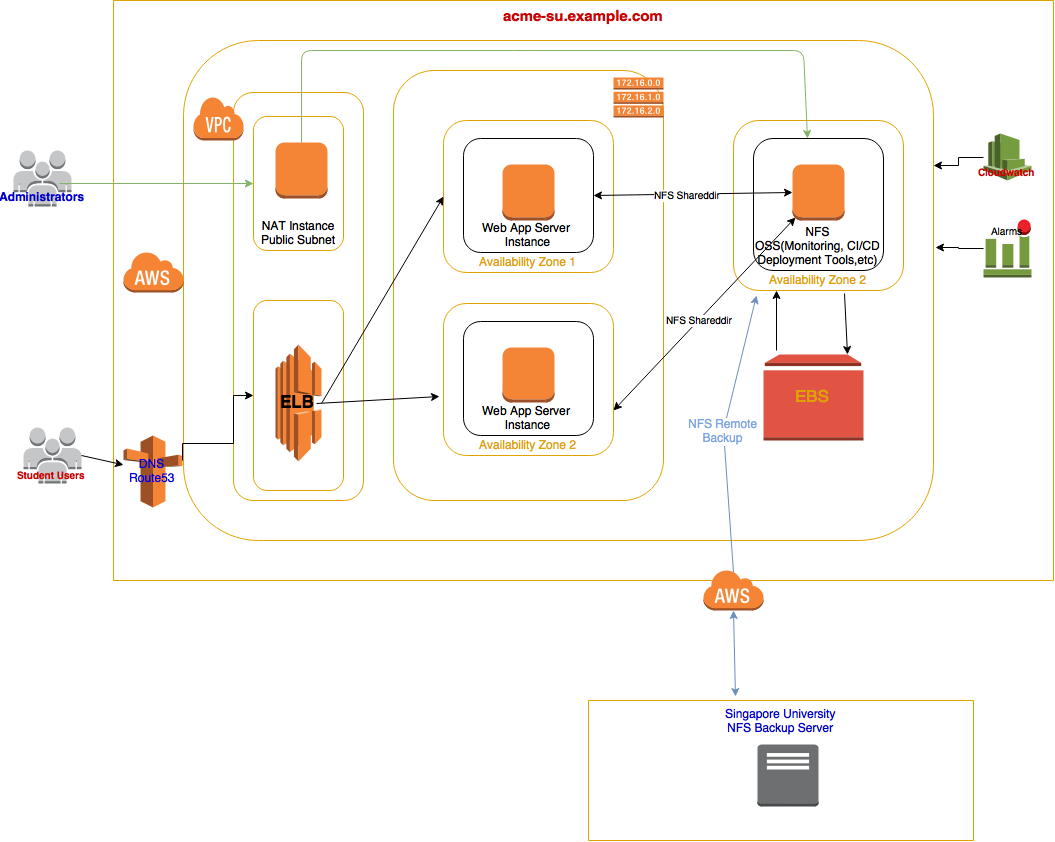 acme-su.example.com
172.16.0.0
172.16.1.0
172.16.2.0
VPC
Administrators
NAT Instance
Public Subnet
Web App Server
Instance
Availability Zone 1
NFS Shareddir
NFS
OSS(Monitoring, CI/CD
Deployment Tools,etc)
Availability Zone 2
Cloudwatch
Alarms
AWS
ELB
Web App Server
Instance
Availability Zone 2
NFS Shareddir
EBS
NFS Remote
Backup
Student Users
DNS
Route53
AWS
Singapore University
NFS Backup Server